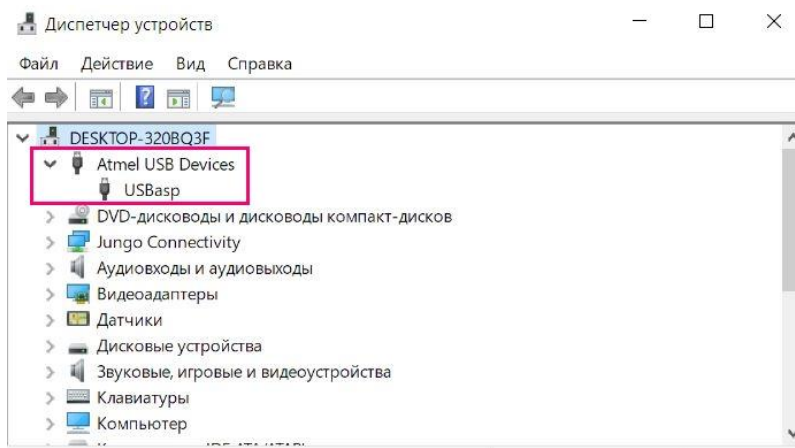 Диспетчер устройств
Файл Действие Вид Справка
DESKTOP-320BQ3F
Atmel USB Devices
USBasp
DVD-дисководы и дисководы компакт-дисков
Jungo Connectivity
Аудиовходы и аудиовыходы
Видеоадаптеры
Датчики
Дисковые устройства
Звуковые, игровые и видеоустройства
Клавиатуры
Компьютер